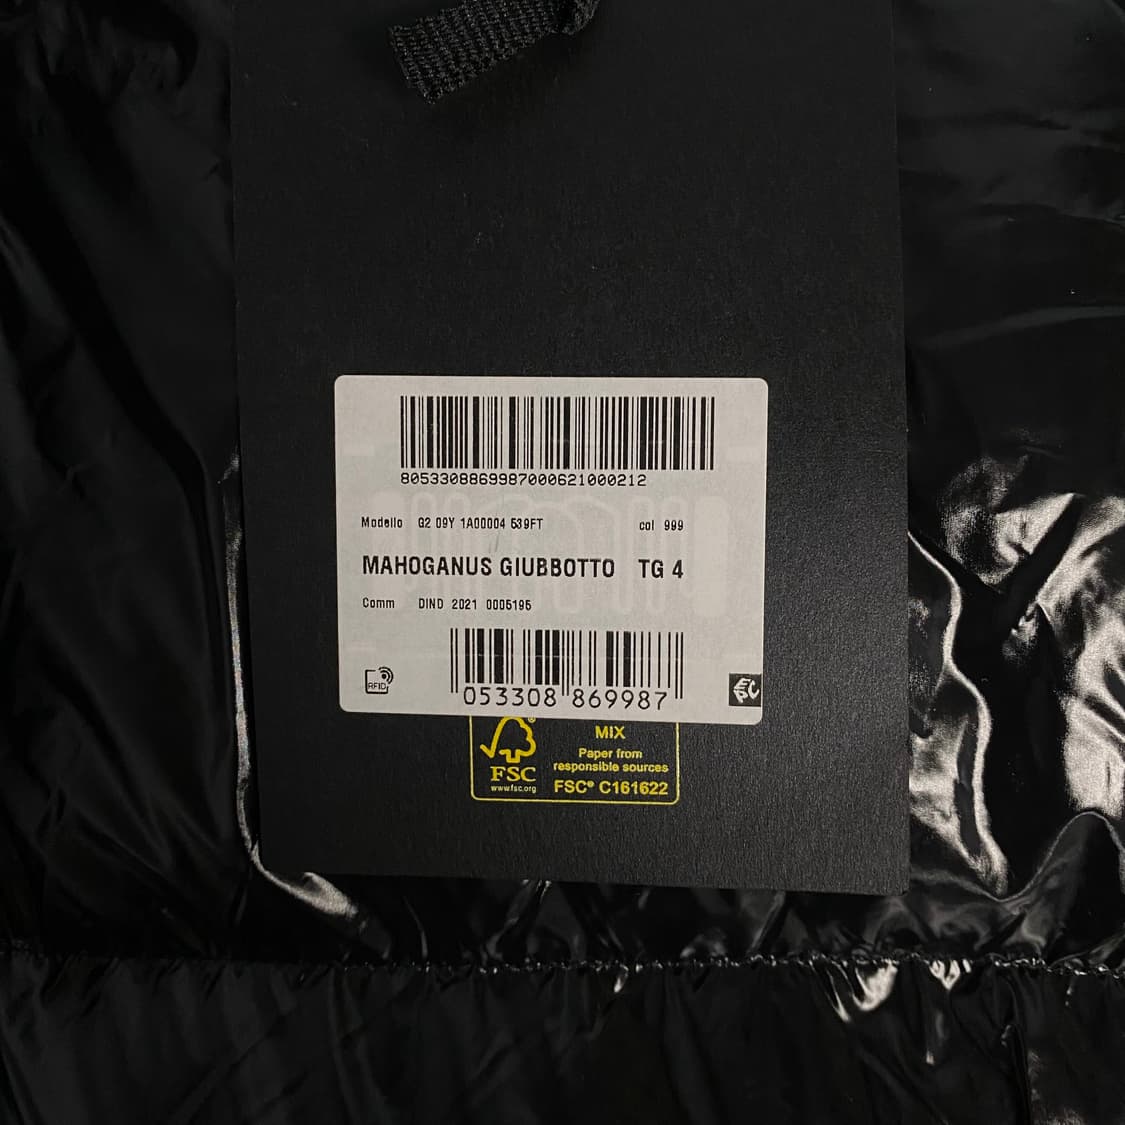 8053308869987000621000212
Modello G2 09Y 1A00004 539FT col 999
MAHOGANUS GIUBBOTTO TG 4
Comm DIND 2021 0005195
RFID
053308 869987
MIX
Paper from
responsible sources
FSC® C161622
FSC
www.fsc.org